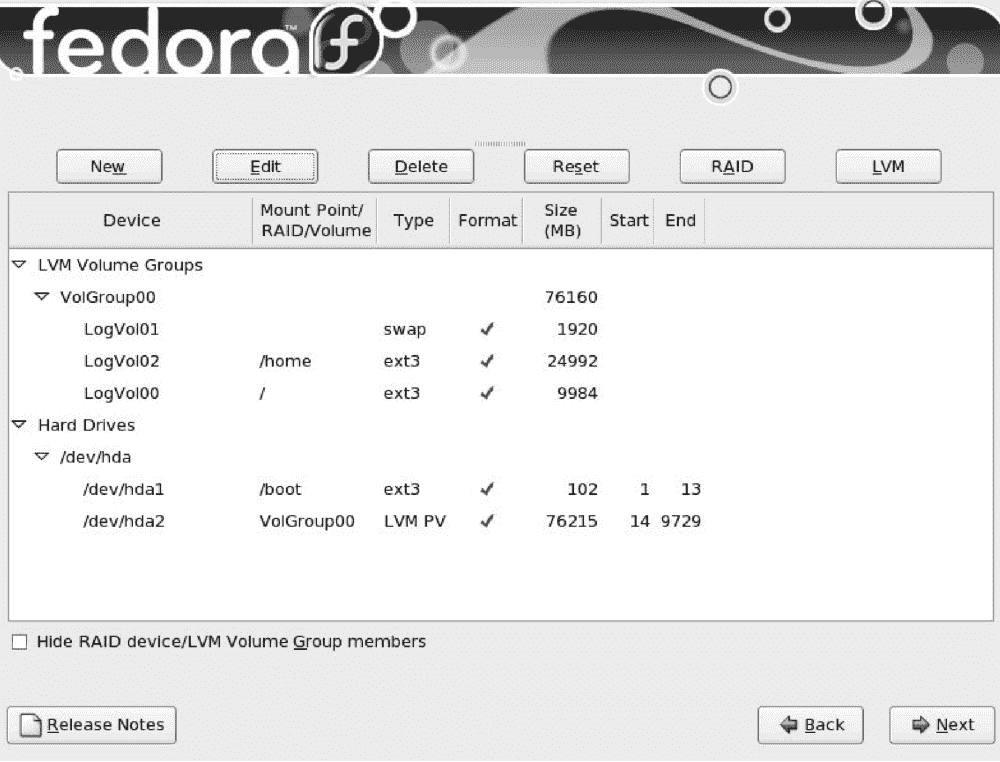 fedora f ™
New Edit Delete Reset RAID LVM
Device Mount Point/ RAID/Volume Type Format Size (MB) Start End
LVM Volume Groups
VolGroup00 76160
LogVol01 swap ✓ 1920
LogVol02 /home ext3 ✓ 24992
LogVol00 / ext3 ✓ 9984
Hard Drives
/dev/hda
/dev/hda1 /boot ext3 ✓ 102 1 13
/dev/hda2 VolGroup00 LVM PV ✓ 76215 14 9729
Hide RAID device/LVM Volume Group members
Release Notes Back Next